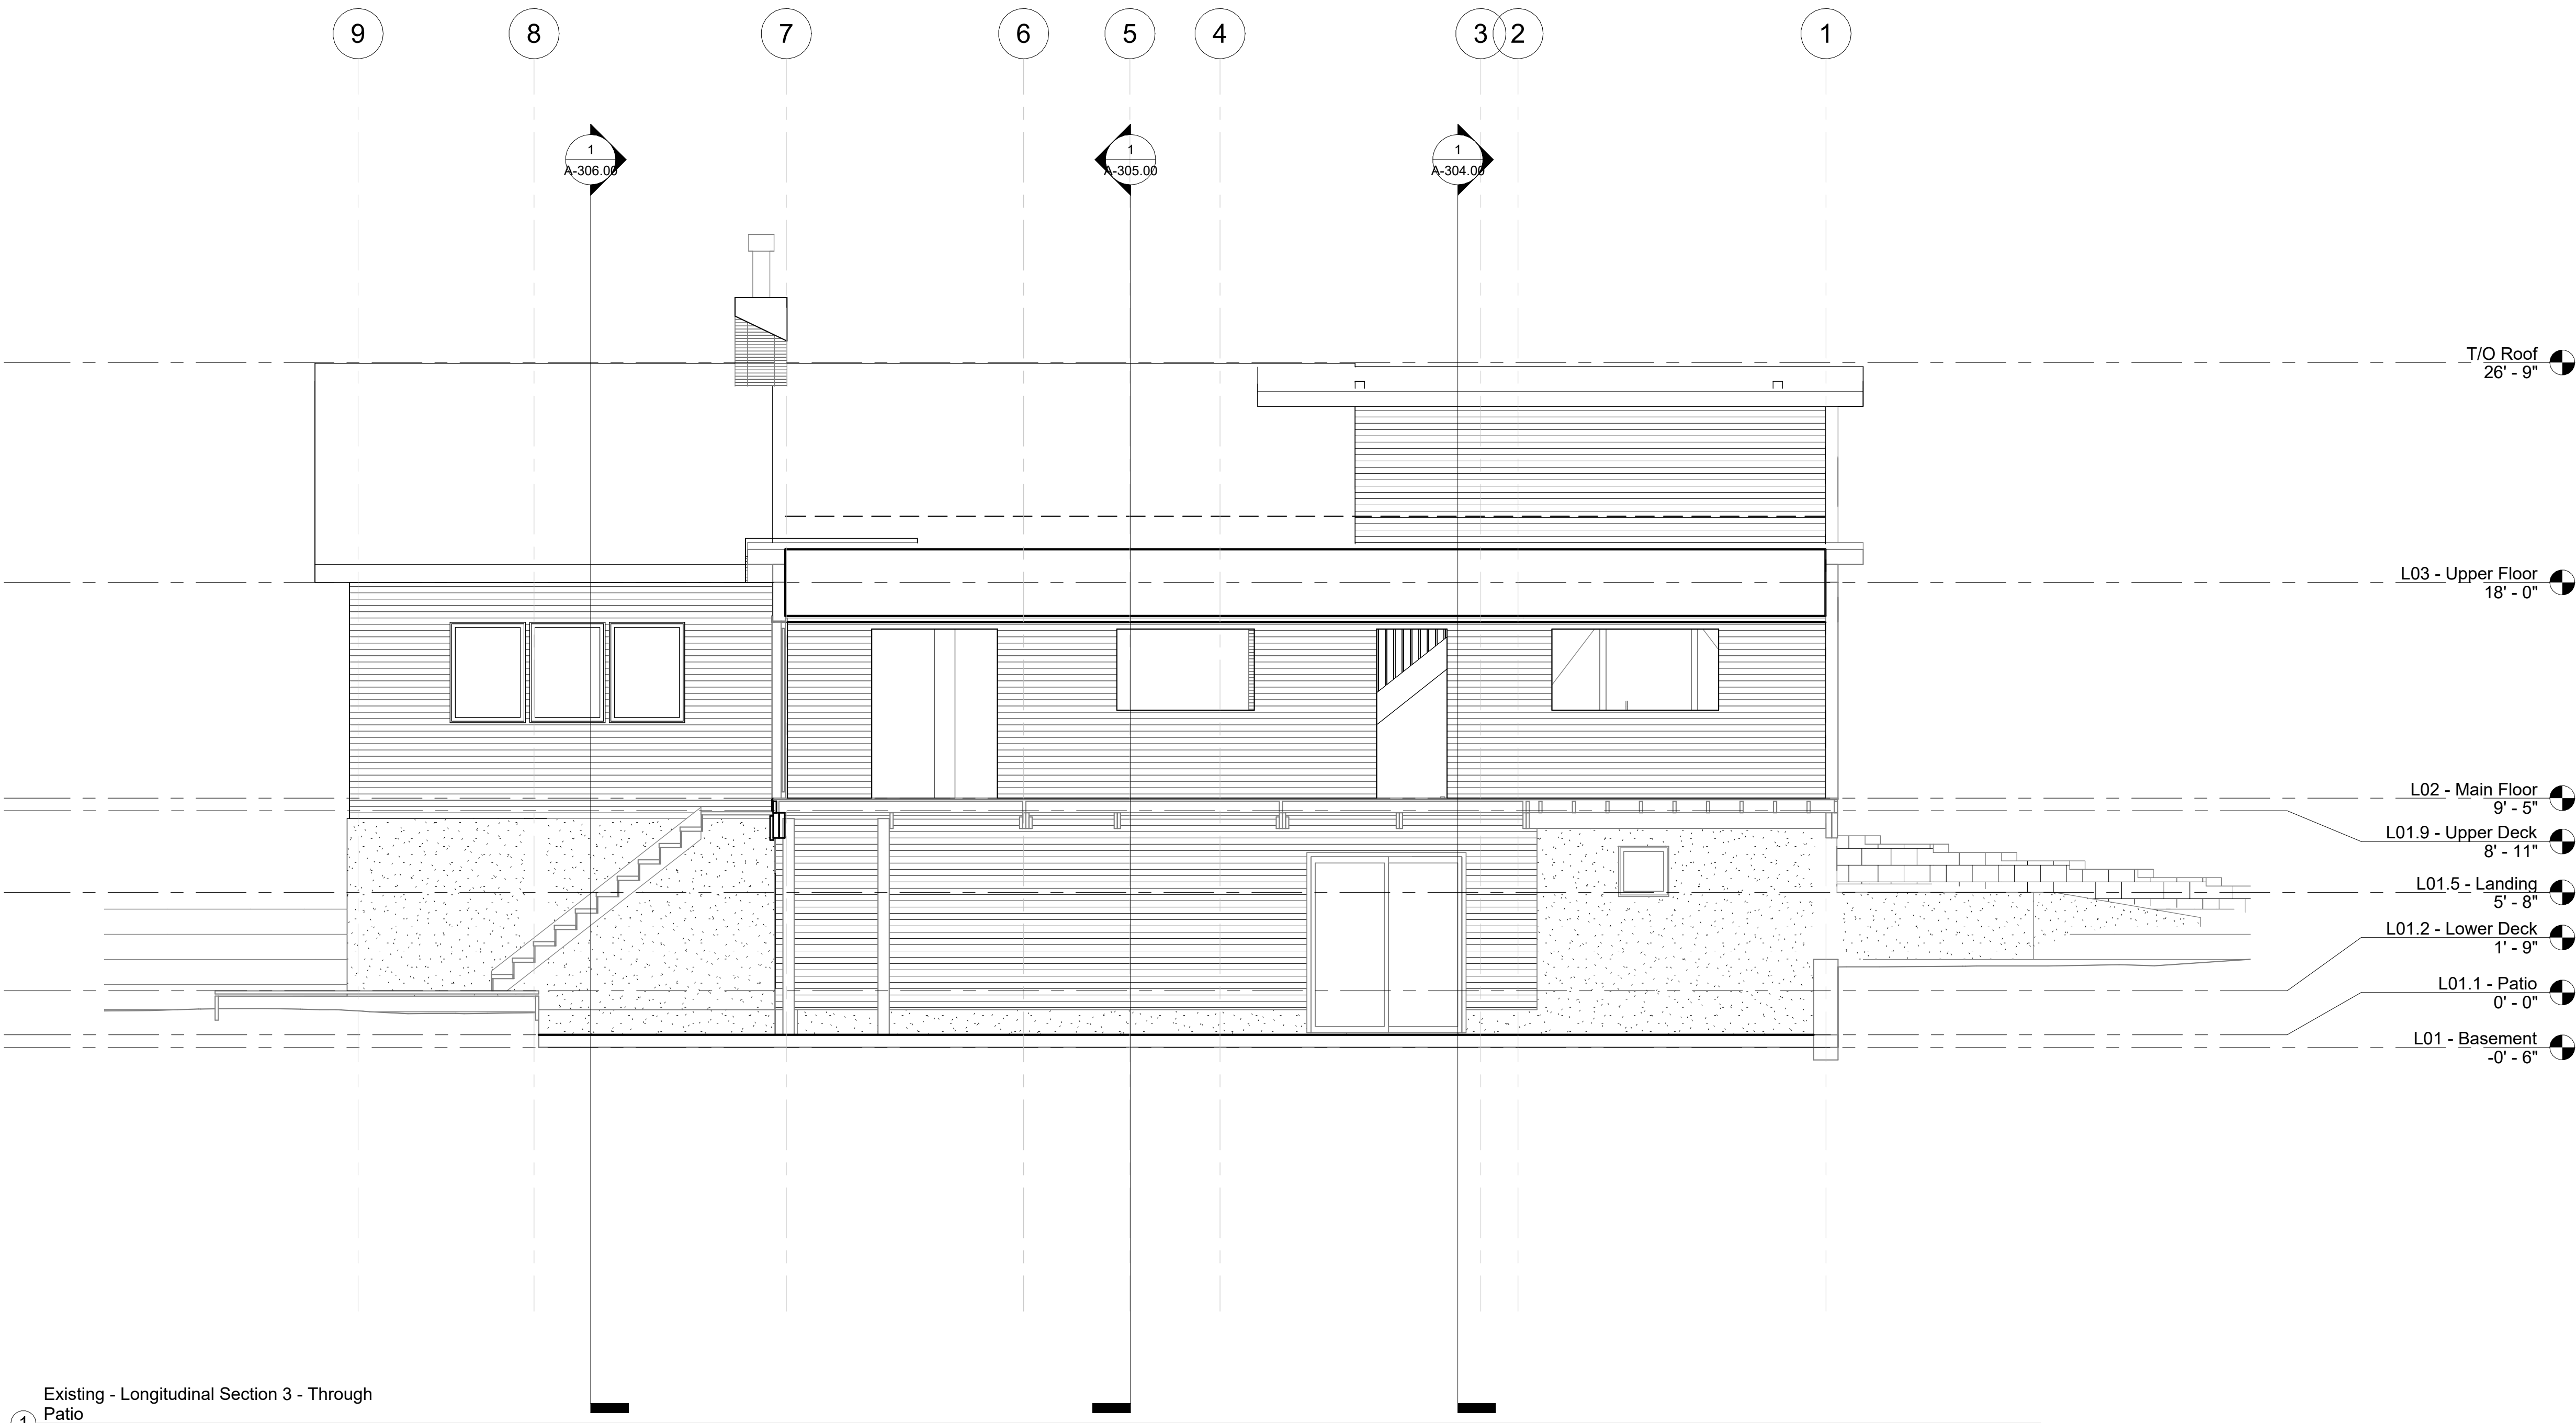 9 8 7 6 5 4 3 2 1
1
A-306.00
1
A-305.00
1
A-304.00
T/O Roof
26' - 9"
L03 - Upper Floor
18' - 0"
L02 - Main Floor
9' - 5"
L01.9 - Upper Deck
8' - 11"
L01.5 - Landing
5' - 8"
L01.2 - Lower Deck
1' - 9"
L01.1 - Patio
0' - 0"
L01 - Basement
-0' - 6"
Existing - Longitudinal Section 3 - Through
Patio
1